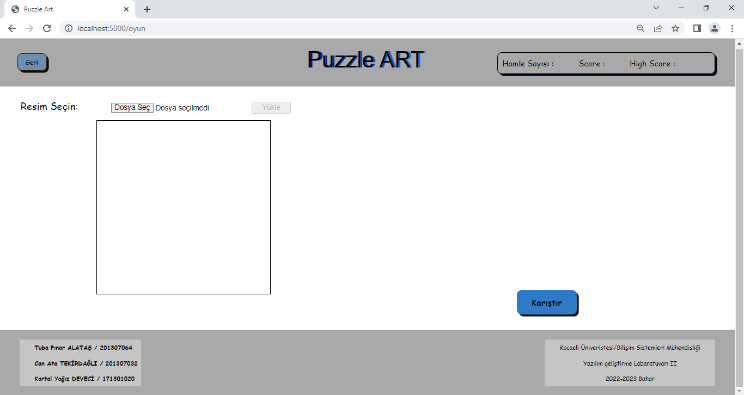 Puzzle Art
localhost:5000/oyun
Geri
Puzzle ART
Hamle Sayısı : Score : High Score :
Resim Seçin:
Dosya Seç Dosya seçilmedi
Yükle
Karıştır
Tuba Pınar ALATAŞ / 201307064
Can Ata TEKİRDAĞLI / 201307032
Kartal Yağız DEVECİ / 171301020
Kocaeli Üniversitesi/Bilişim Sistemleri Mühendisliği
Yazılım geliştirme Laboratuvarı II
2022-2023 Bahar